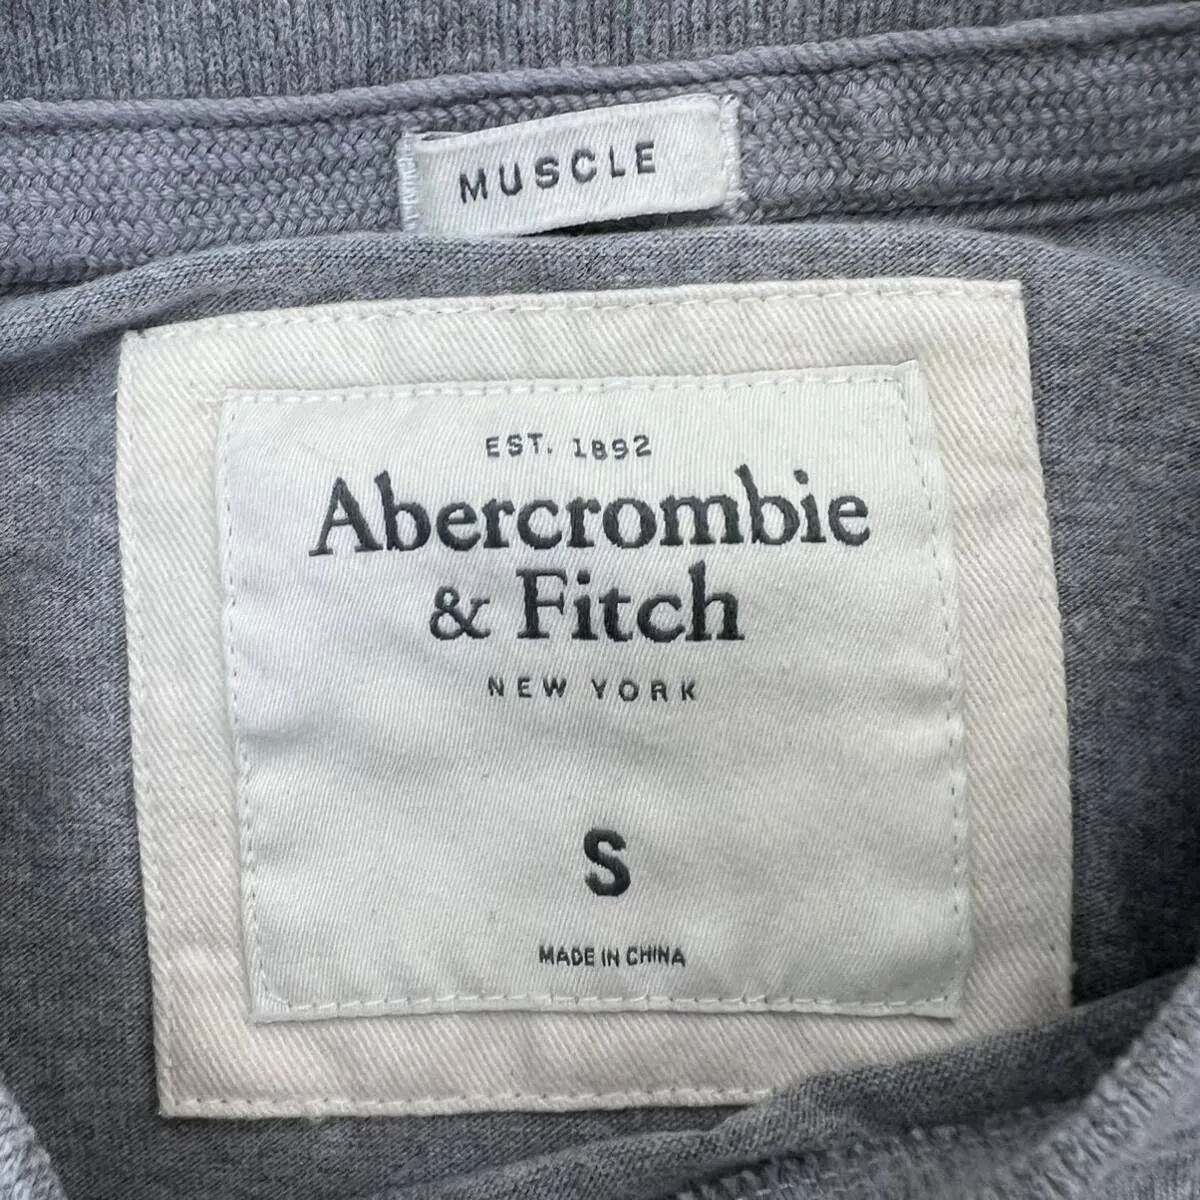 MUSCLE
EST. 1892
Abercrombie
& Fitch
NEW YORK
S
MADE IN CHINA